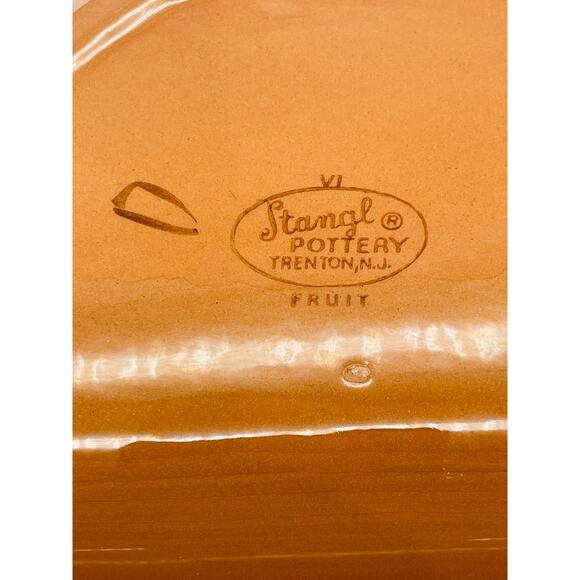 VI
Stangl ®
POTTERY
TRENTON, N.J.
FRUIT